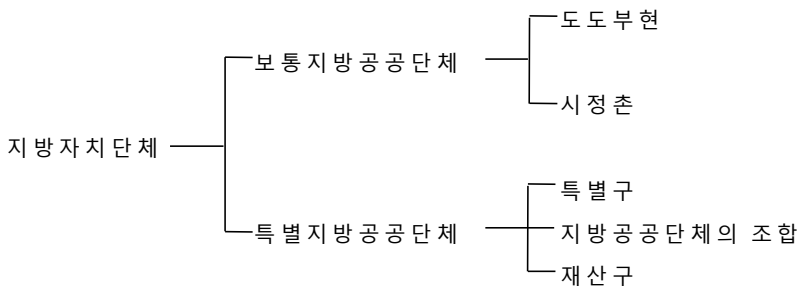 도도부현
보통지방공공단체
시정촌
지방자치단체
특별구
특별지방공공단체
지방공공단체의 조합
재산구